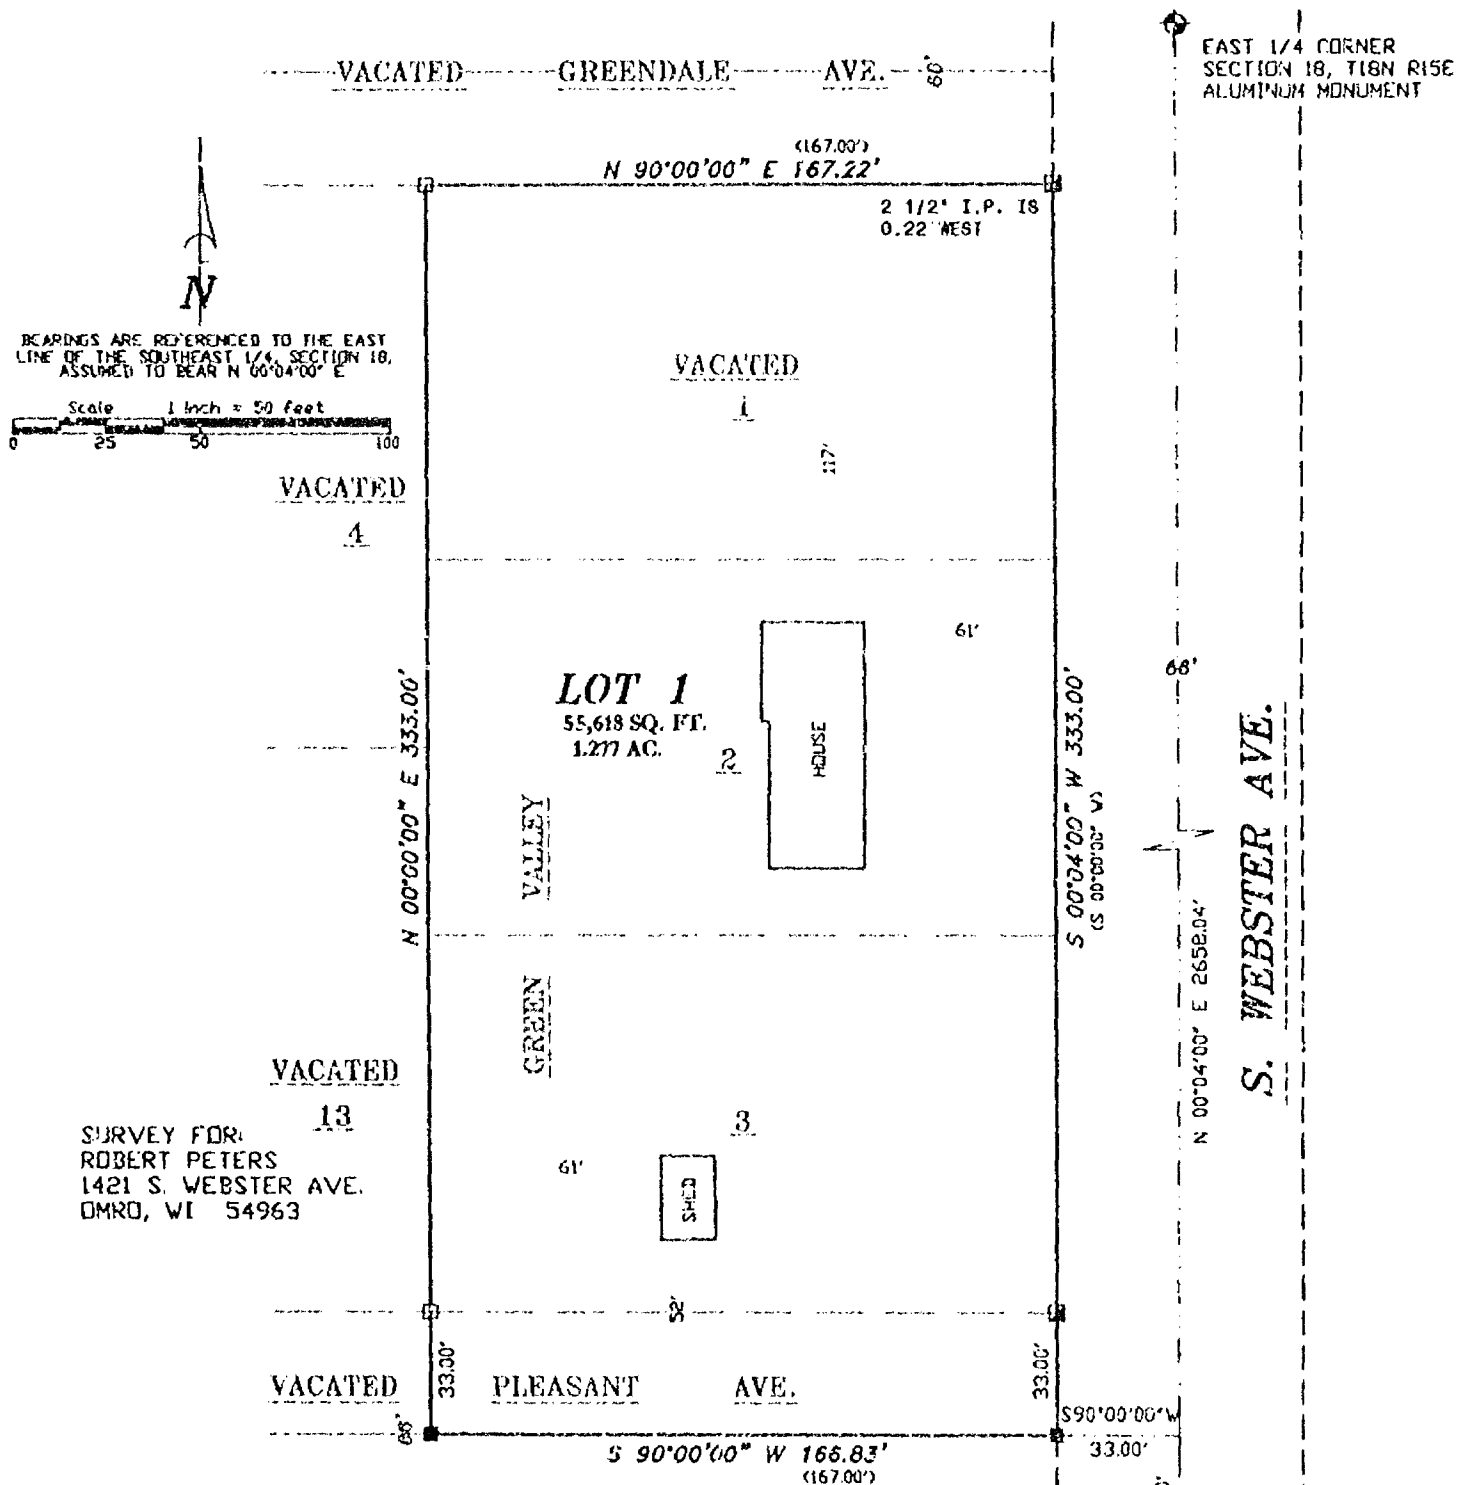 EAST 1/4 CORNER
SECTION 18, T18N R15E
ALUMINUM MONUMENT
VACATED GREENDALE AVE. 60'
(167.00')
N 90°00'00" E 167.22'
2 1/2" I.P. IS
0.22' WEST
N
BEARINGS ARE REFERENCED TO THE EAST
LINE OF THE SOUTHEAST 1/4, SECTION 18,
ASSUMED TO BEAR N 00°04'00" E
Scale 1 inch = 50 feet
0 25 50 100
VACATED
1
117'
VACATED
4
61'
LOT 1
55,618 SQ. FT.
1.277 AC.
2
HOUSE
N 00°00'00" E 333.00'
S 00°04'00" W 333.00'
(S 00°00'00" W)
66'
S. WEBSTER AVE.
N 00°04'00" E 2658.04'
GREEN VALLEY
VACATED
13
3
61'
SHED
SURVEY FOR:
ROBERT PETERS
1421 S. WEBSTER AVE.
OMRO, WI 54963
52'
33.00'
33.00'
VACATED PLEASANT AVE.
66'
S90°00'00"W
33.00'
S 90°00'00" W 166.83'
(167.00')